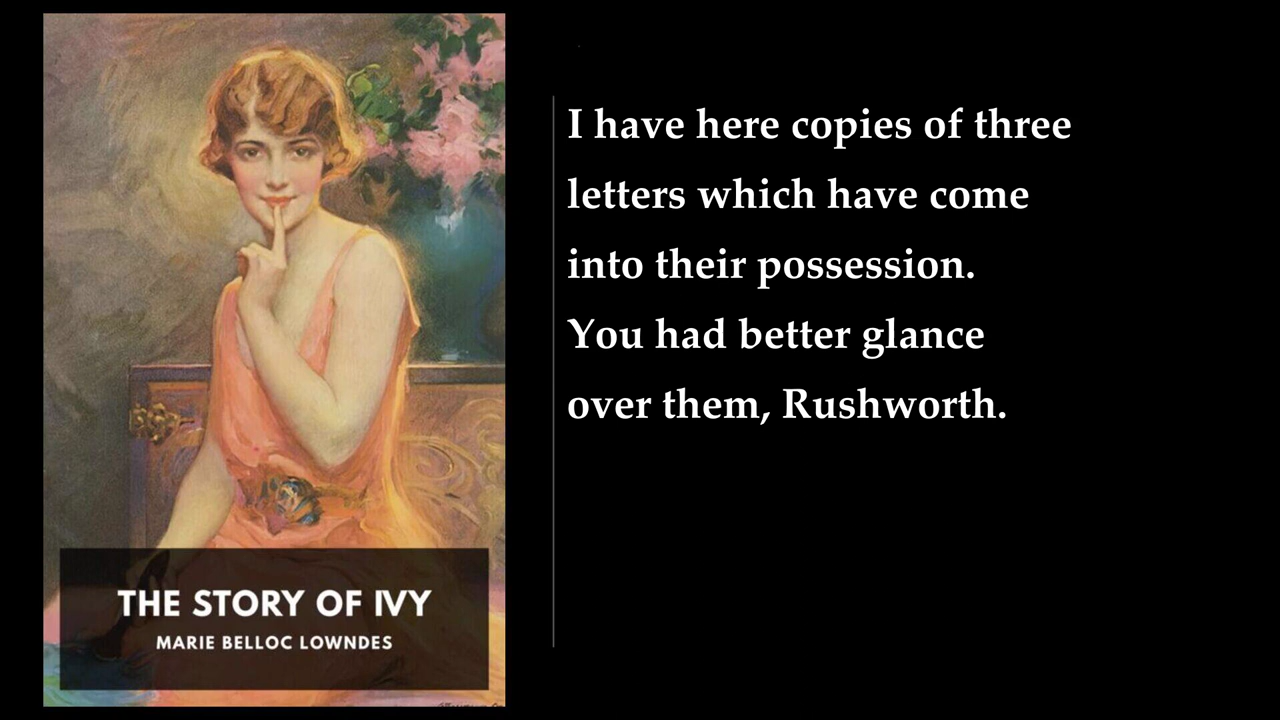 I have here copies of three
letters which have come
into their possession.
You had better glance
over them, Rushworth.
THE STORY OF IVY
MARIE BELLOC LOWNDES